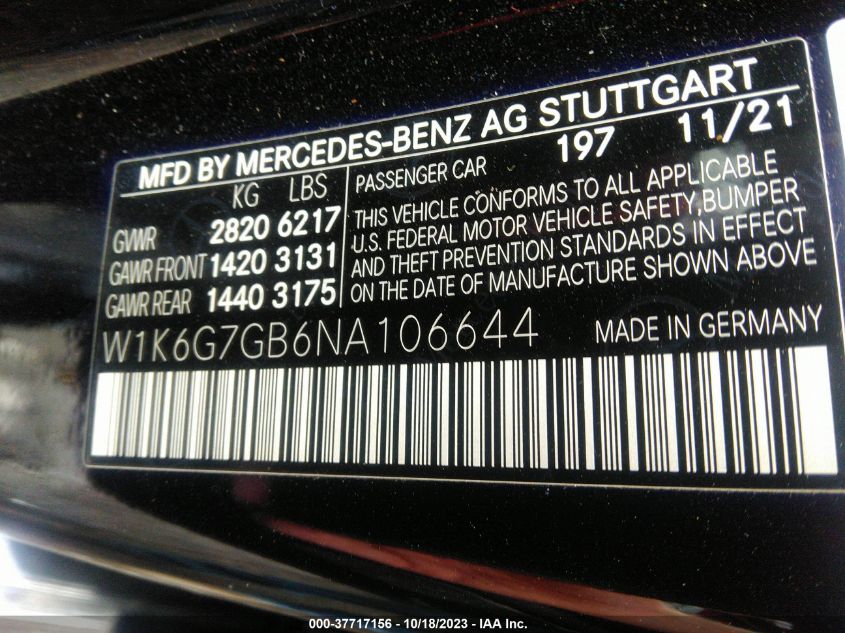 MFD BY MERCEDES-BENZ AG STUTTGART
KG LBS
GVWR 2820 6217
GAWR FRONT 1420 3131
GAWR REAR 1440 3175
PASSENGER CAR 197 11/21
THIS VEHICLE CONFORMS TO ALL APPLICABLE
U.S. FEDERAL MOTOR VEHICLE SAFETY, BUMPER
AND THEFT PREVENTION STANDARDS IN EFFECT
ON THE DATE OF MANUFACTURE SHOWN ABOVE
W1K6G7GB6NA106644 MADE IN GERMANY
000-37717156 - 10/18/2023 - IAA Inc.